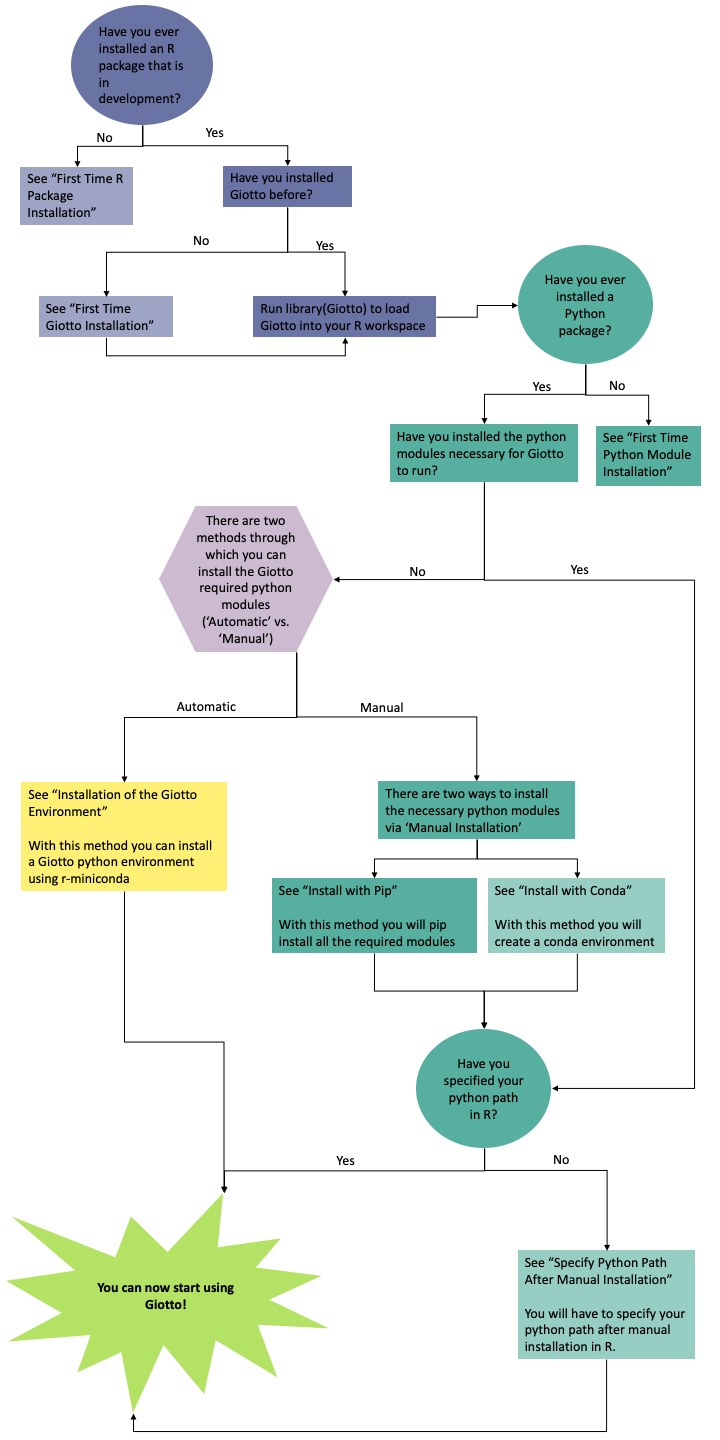 Have you ever
installed an R
package that is
in
development?
No
Yes
See “First Time R
Package
Installation”
Have you installed
Giotto before?
No
Yes
See “First Time
Giotto Installation”
Run library(Giotto) to load
Giotto into your R workspace
Have you ever
installed a
Python
package?
Yes
No
Have you installed the python
modules necessary for Giotto
to run?
See “First Time
Python Module
Installation”
There are two
methods through
which you can
install the Giotto
required python
modules
(‘Automatic’ vs.
‘Manual’)
No
Yes
Automatic
Manual
See “Installation of the Giotto
Environment”
With this method you can install
a Giotto python environment
using r-miniconda
There are two ways to install
the necessary python modules
via ‘Manual Installation’
See “Install with Pip”
With this method you will pip
install all the required modules
See “Install with Conda”
With this method you will
create a conda environment
Have you
specified your
python path
in R?
Yes
No
You can now start using
Giotto!
See “Specify Python Path
After Manual Installation”
You will have to specify your
python path after manual
installation in R.